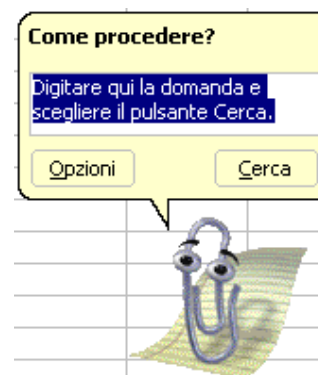 Come procedere?
Digitare qui la domanda e
scegliere il pulsante Cerca.
Opzioni
Cerca